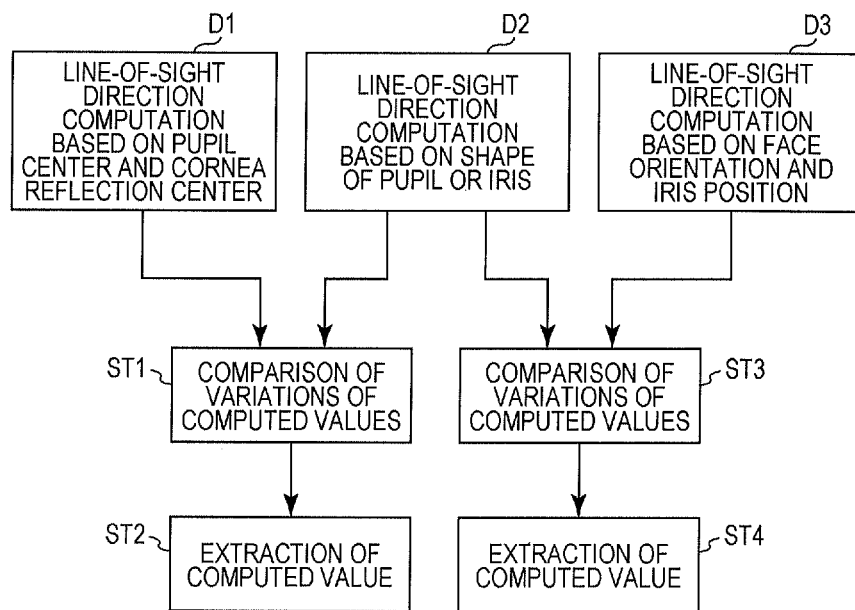 D1
LINE-OF-SIGHT
DIRECTION
COMPUTATION
BASED ON PUPIL
CENTER AND CORNEA
REFLECTION CENTER
D2
LINE-OF-SIGHT
DIRECTION
COMPUTATION
BASED ON SHAPE
OF PUPIL OR IRIS
D3
LINE-OF-SIGHT
DIRECTION
COMPUTATION
BASED ON FACE
ORIENTATION AND
IRIS POSITION
ST1
COMPARISON OF
VARIATIONS OF
COMPUTED VALUES
COMPARISON OF
VARIATIONS OF
COMPUTED VALUES
ST3
ST2
EXTRACTION OF
COMPUTED VALUE
EXTRACTION OF
COMPUTED VALUE
ST4